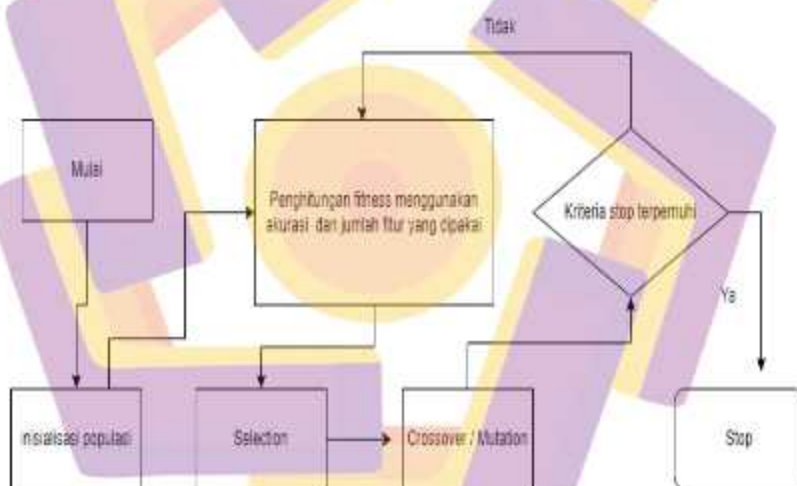 Tidak
Mulai
Penghitungan fitness menggunakan
akurasi dan jumlah fitur yang dipakai
Kriteria stop terpenuhi
Ya
Inisialisasi populasi
Selection
Crossover / Mutation
Stop